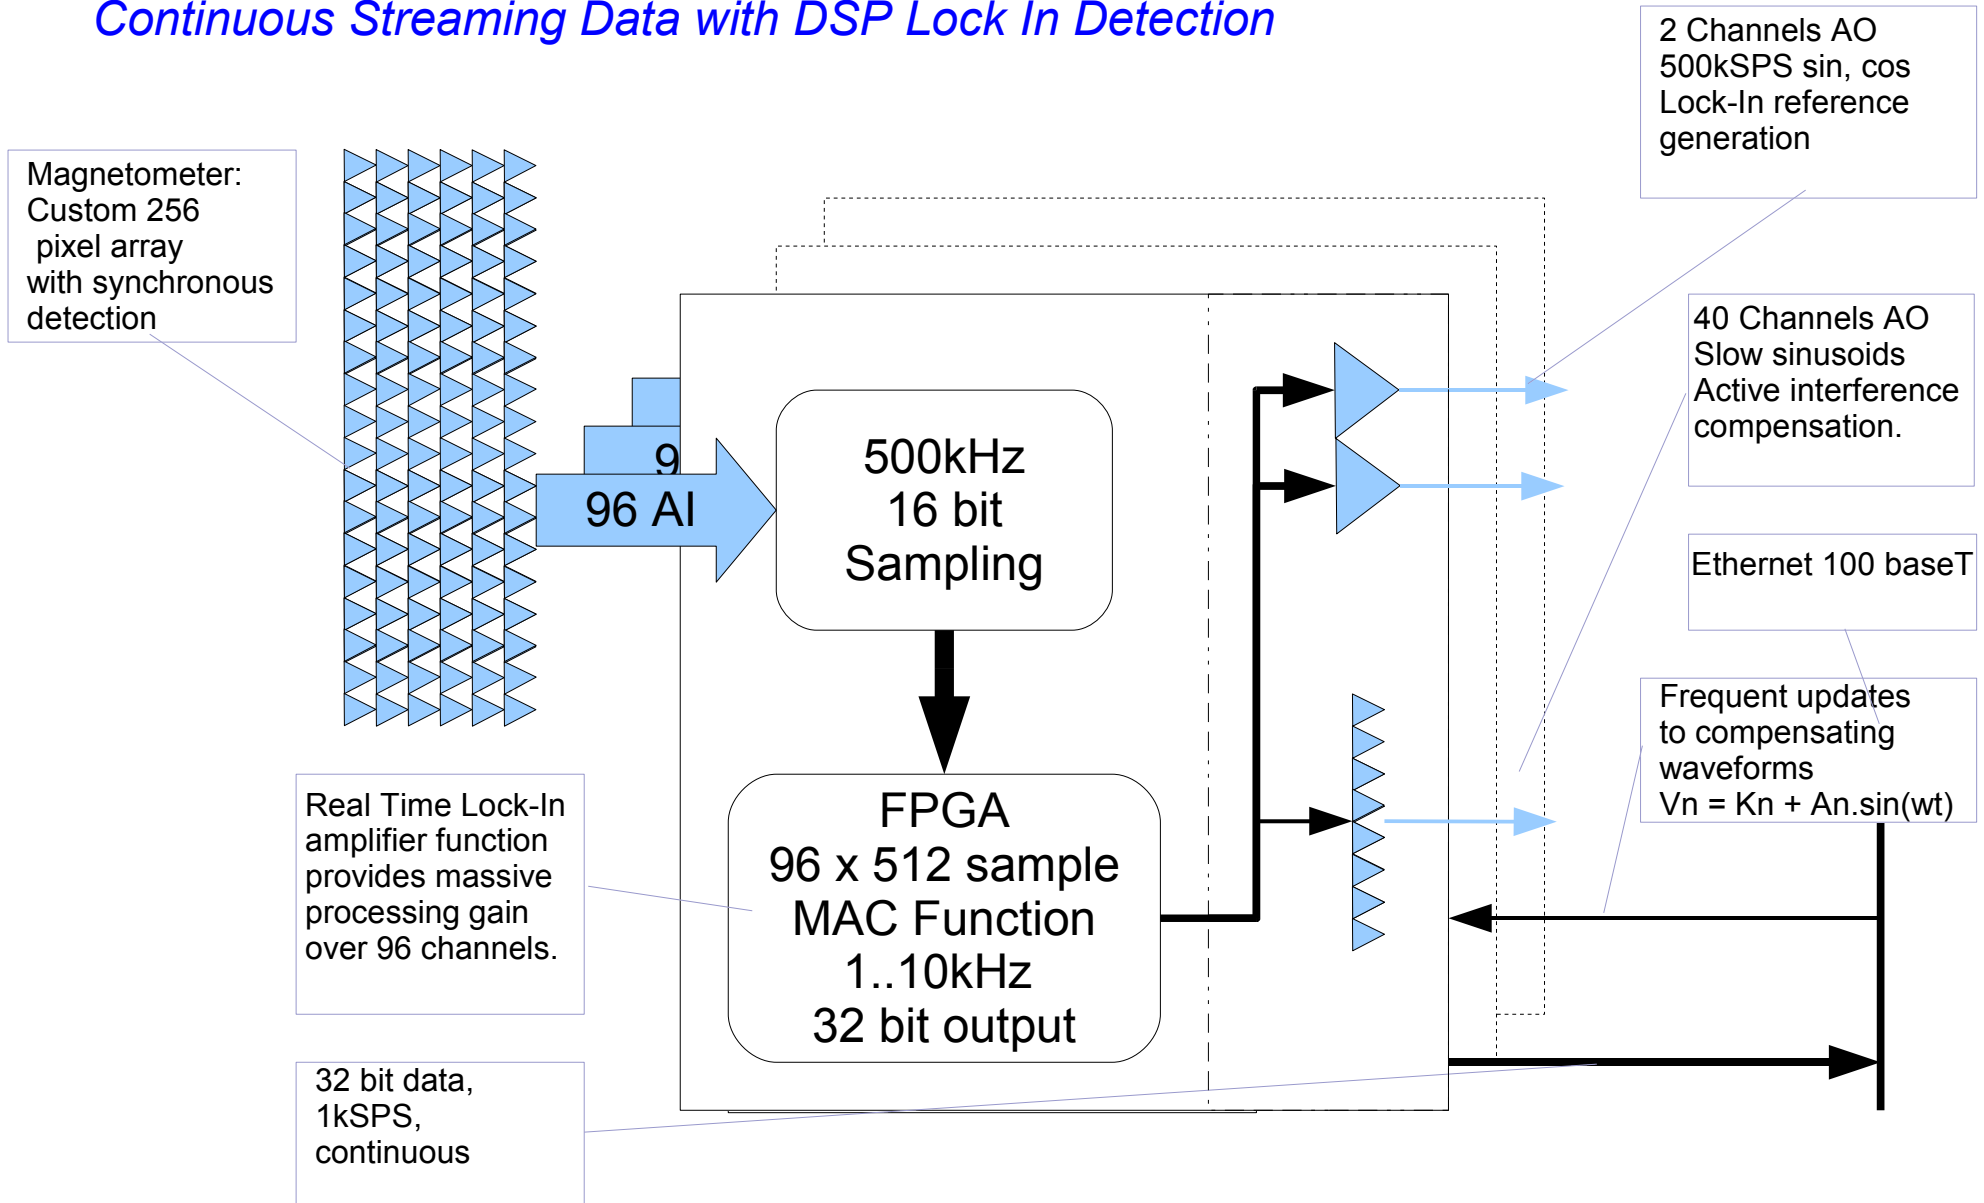 Continuous Streaming Data with DSP Lock In Detection
2 Channels AO
500kSPS sin, cos
Lock-In reference
generation
Magnetometer:
Custom 256
pixel array
with synchronous
detection
40 Channels AO
Slow sinusoids
Active interference
compensation.
9
96 AI
500kHz
16 bit
Sampling
Ethernet 100 baseT
Frequent updates
to compensating
waveforms
Vn = Kn + An.sin(wt)
Real Time Lock-In
amplifier function
provides massive
processing gain
over 96 channels.
FPGA
96 x 512 sample
MAC Function
1..10kHz
32 bit output
32 bit data,
1kSPS,
continuous